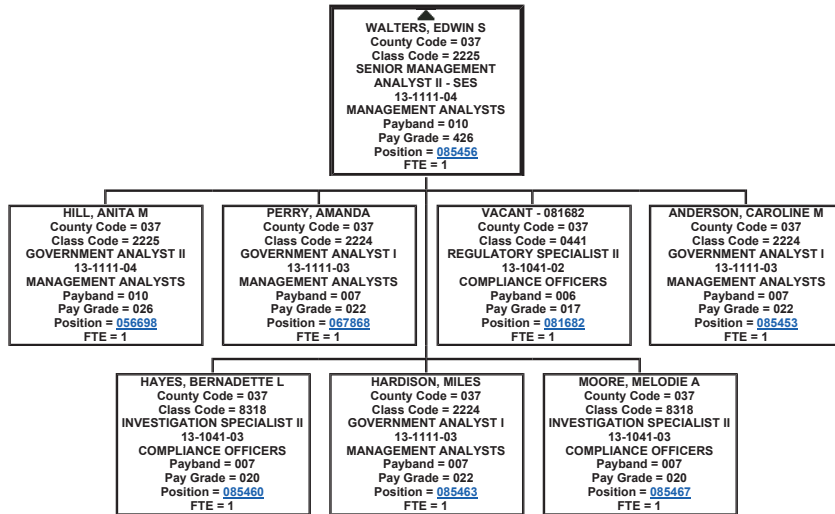 WALTERS, EDWIN S
County Code = 037
Class Code = 2225
SENIOR MANAGEMENT
ANALYST II - SES
13-1111-04
MANAGEMENT ANALYSTS
Payband = 010
Pay Grade = 426
Position = 085456
FTE = 1
HILL, ANITA M
County Code = 037
Class Code = 2225
GOVERNMENT ANALYST II
13-1111-04
MANAGEMENT ANALYSTS
Payband = 010
Pay Grade = 026
Position = 056698
FTE = 1
PERRY, AMANDA
County Code = 037
Class Code = 2224
GOVERNMENT ANALYST I
13-1111-03
MANAGEMENT ANALYSTS
Payband = 007
Pay Grade = 022
Position = 067868
FTE = 1
VACANT - 081682
County Code = 037
Class Code = 0441
REGULATORY SPECIALIST II
13-1041-02
COMPLIANCE OFFICERS
Payband = 006
Pay Grade = 017
Position = 081682
FTE = 1
ANDERSON, CAROLINE M
County Code = 037
Class Code = 2224
GOVERNMENT ANALYST I
13-1111-03
MANAGEMENT ANALYSTS
Payband = 007
Pay Grade = 022
Position = 085453
FTE = 1
HAYES, BERNADETTE L
County Code = 037
Class Code = 8318
INVESTIGATION SPECIALIST II
13-1041-03
COMPLIANCE OFFICERS
Payband = 007
Pay Grade = 020
Position = 085460
FTE = 1
HARDISON, MILES
County Code = 037
Class Code = 2224
GOVERNMENT ANALYST I
13-1111-03
MANAGEMENT ANALYSTS
Payband = 007
Pay Grade = 022
Position = 085463
FTE = 1
MOORE, MELODIE A
County Code = 037
Class Code = 8318
INVESTIGATION SPECIALIST II
13-1041-03
COMPLIANCE OFFICERS
Payband = 007
Pay Grade = 020
Position = 085467
FTE = 1